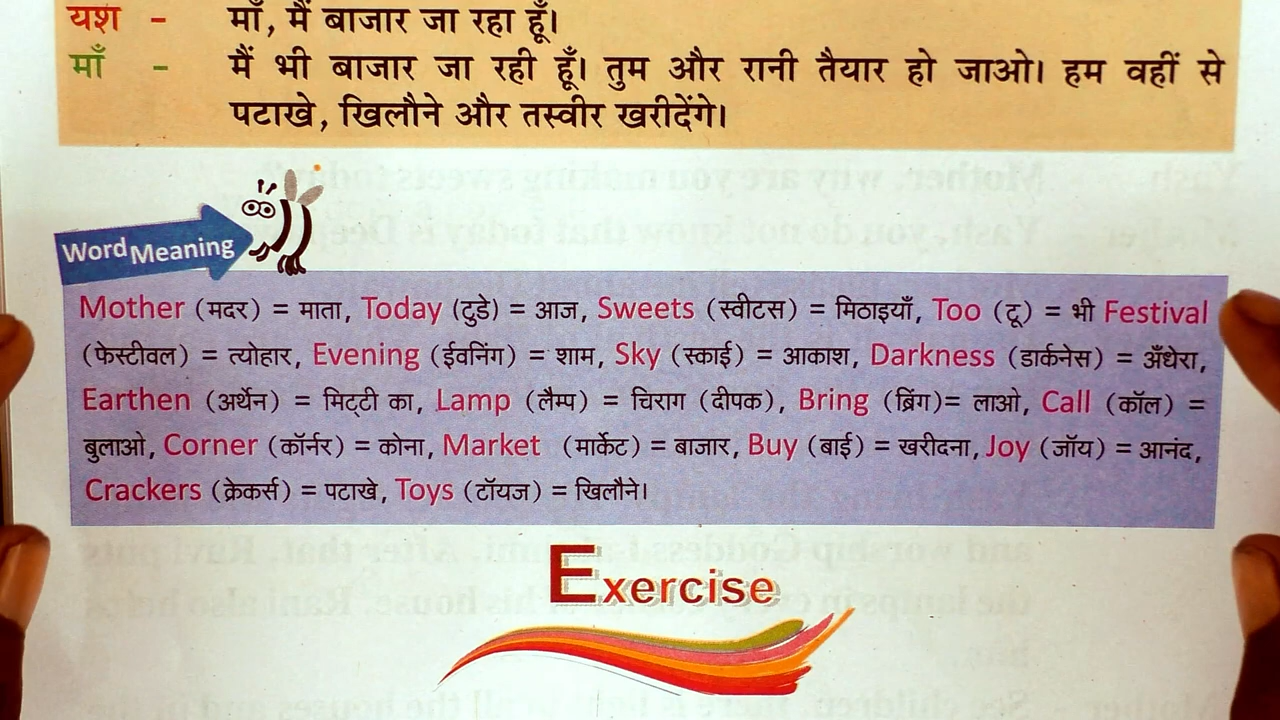 यश - माँ, मैं बाजार जा रहा हूँ।
माँ - मैं भी बाजार जा रही हूँ। तुम और रानी तैयार हो जाओ। हम वहीं से
पटाखे, खिलौने और तस्वीर खरीदेंगे।
Word Meaning
Mother (मदर) = माता, Today (टुडे) = आज, Sweets (स्वीटस) = मिठाइयाँ, Too (टू) = भी Festival
(फेस्टीवल) = त्योहार, Evening (ईवनिंग) = शाम, Sky (स्काई) = आकाश, Darkness (डार्कनेस) = अँधेरा,
Earthen (अर्थेन) = मिट्टी का, Lamp (लैम्प) = चिराग (दीपक), Bring (ब्रिंग)= लाओ, Call (कॉल) =
बुलाओ, Corner (कॉर्नर) = कोना, Market (मार्केट) = बाजार, Buy (बाई) = खरीदना, Joy (जॉय) = आनंद,
Crackers (क्रेकर्स) = पटाखे, Toys (टॉयज) = खिलौने।
Exercise